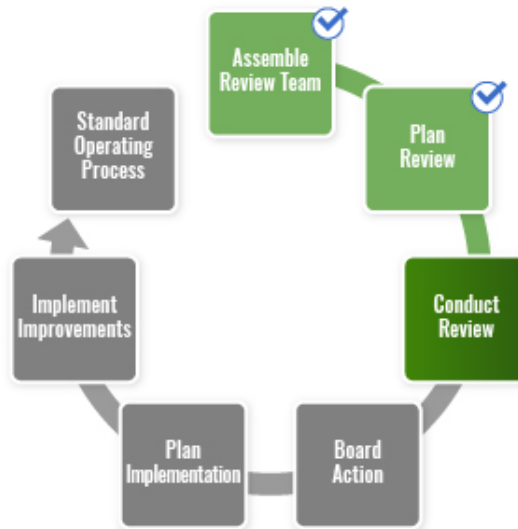 Assemble
Review Team
Plan
Review
Conduct
Review
Board
Action
Plan
Implementation
Implement
Improvements
Standard
Operating
Process